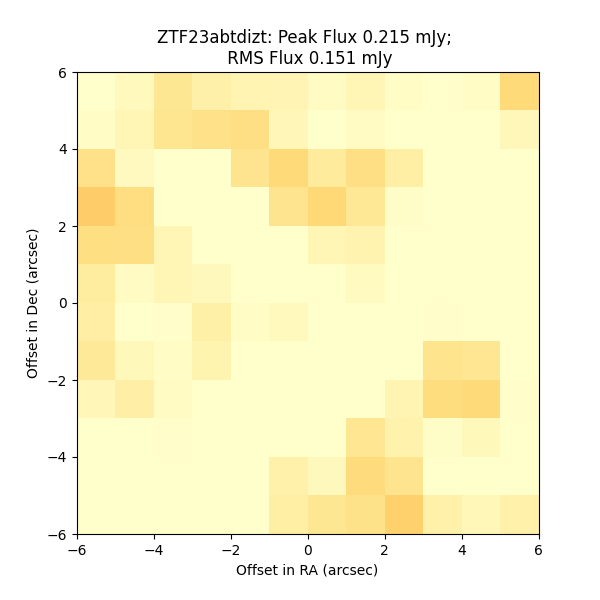 ZTF23abtdizt: Peak Flux 0.215 mJy;
RMS Flux 0.151 mJy
6
4
2
0
−2
−4
−6
Offset in Dec (arcsec)
−6 −4 −2 0 2 4 6
Offset in RA (arcsec)